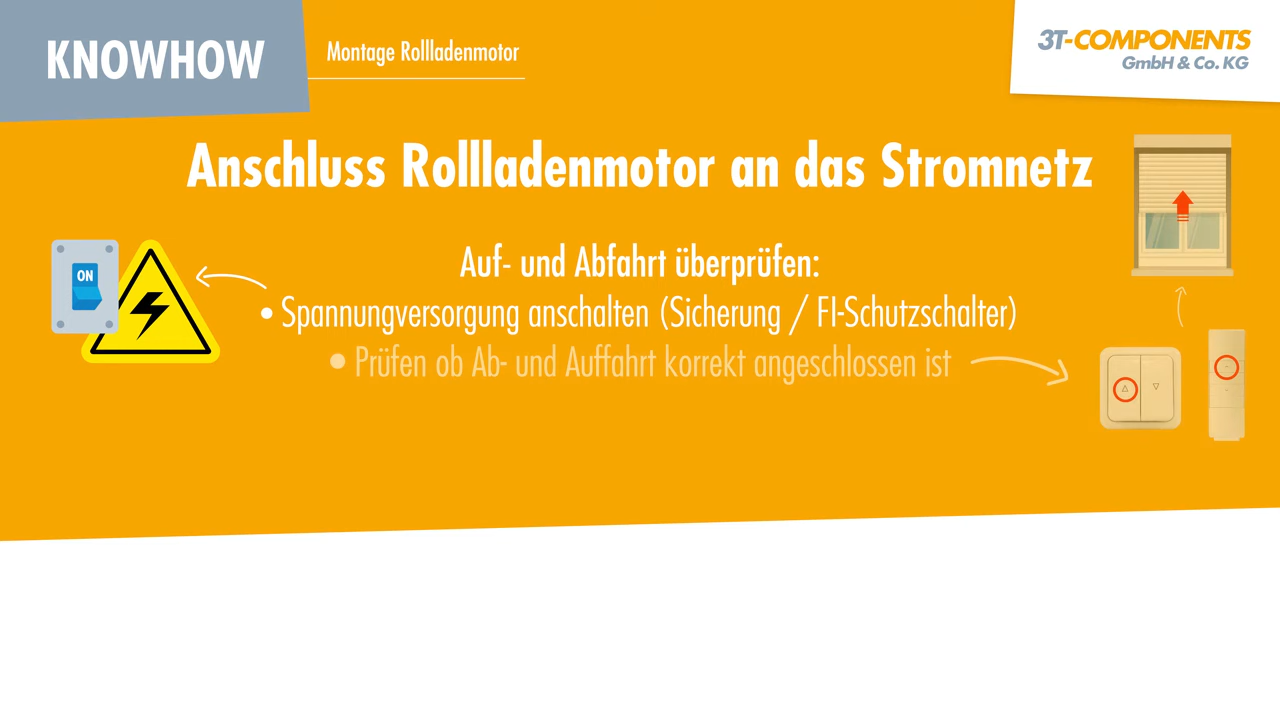 KNOWHOW
Montage Rollladenmotor
3T-COMPONENTS
GmbH & Co. KG
Anschluss Rollladenmotor an das Stromnetz
Auf- und Abfahrt überprüfen:
• Spannungversorgung anschalten (Sicherung / FI-Schutzschalter)
• Prüfen ob Ab- und Auffahrt korrekt angeschlossen ist
ON